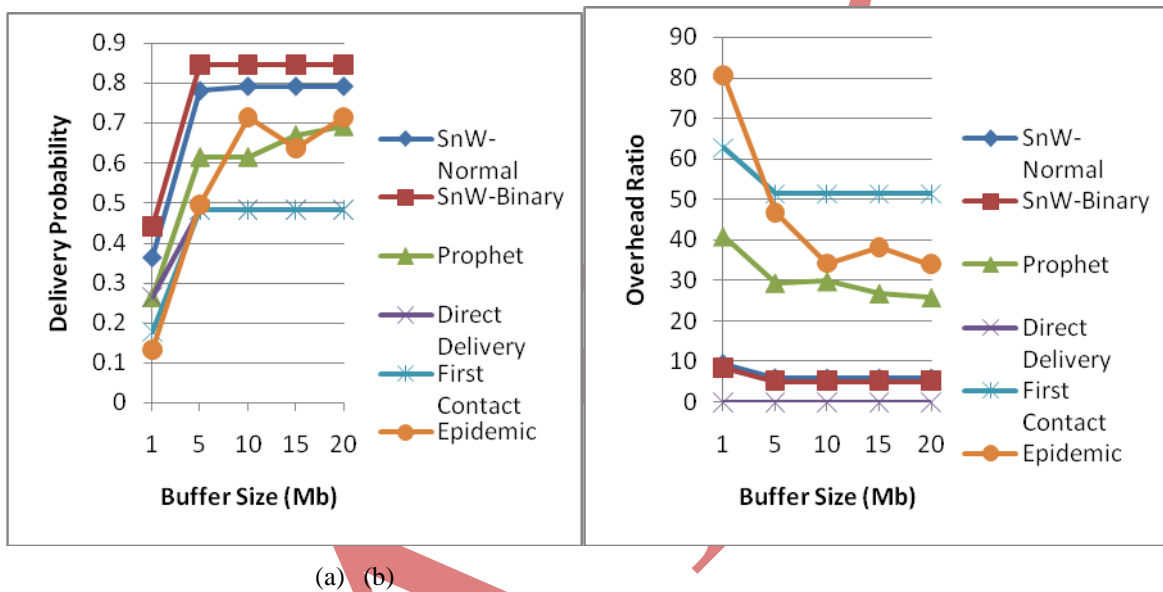 0.9
0.8
0.7
0.6
0.5
0.4
0.3
0.2
0.1
0
Delivery Probability
1 5 10 15 20
Buffer Size (Mb)
SnW-
Normal
SnW-Binary
Prophet
Direct
Delivery
First
Contact
Epidemic
90
80
70
60
50
40
30
20
10
0
Overhead Ratio
1 5 10 15 20
Buffer Size (Mb)
SnW-
Normal
SnW-Binary
Prophet
Direct
Delivery
First
Contact
Epidemic
(a) (b)